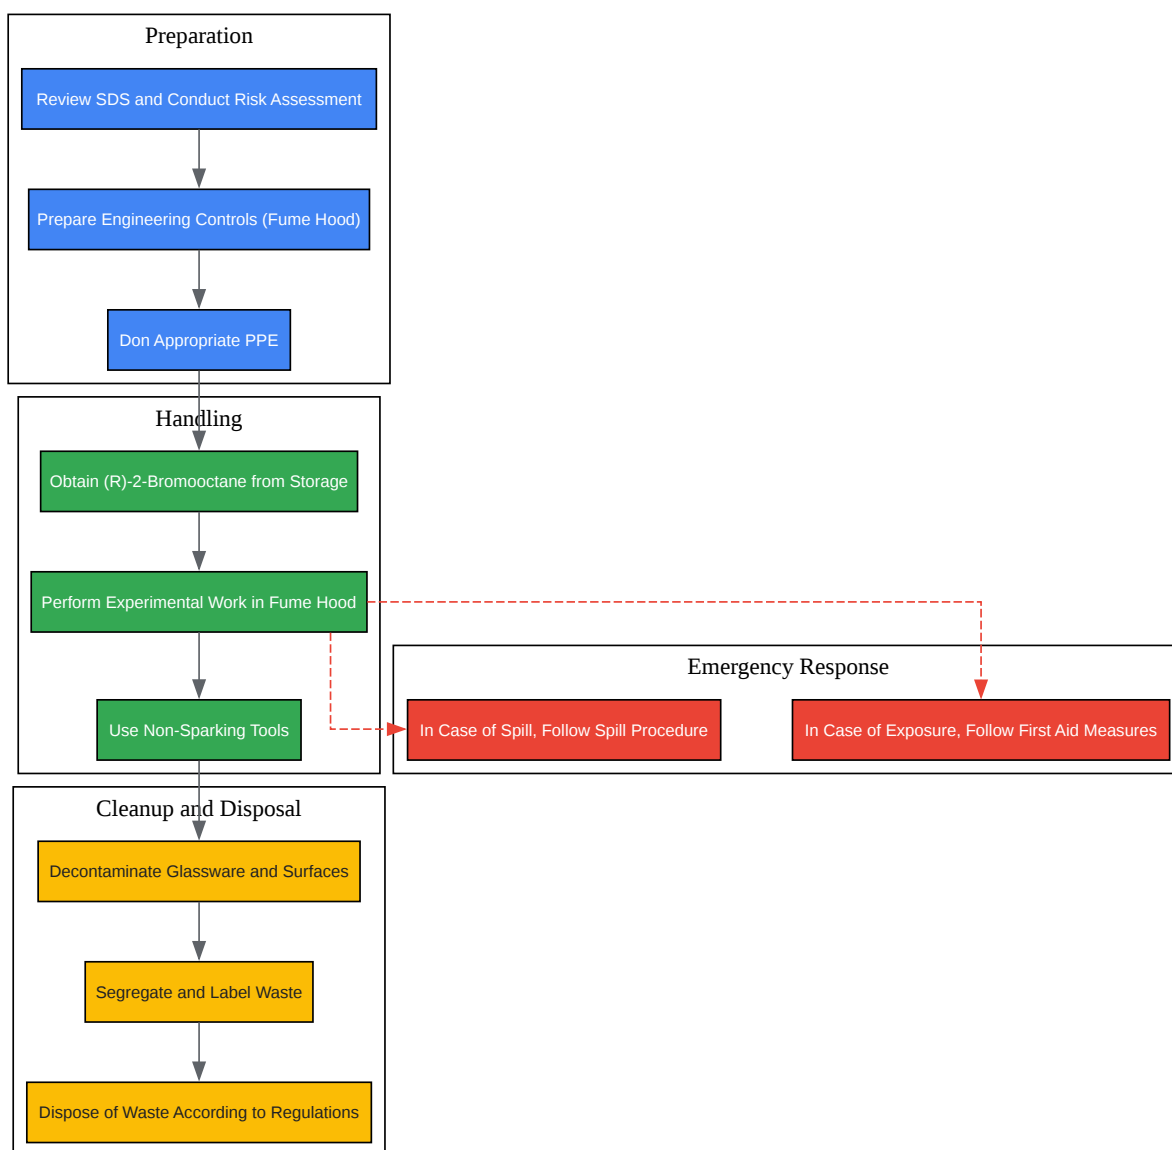 Preparation
Review SDS and Conduct Risk Assessment
Prepare Engineering Controls (Fume Hood)
Don Appropriate PPE
Handling
Obtain (R)-2-Bromooctane from Storage
Perform Experimental Work in Fume Hood
Use Non-Sparking Tools
Emergency Response
In Case of Spill, Follow Spill Procedure
In Case of Exposure, Follow First Aid Measures
Cleanup and Disposal
Decontaminate Glassware and Surfaces
Segregate and Label Waste
Dispose of Waste According to Regulations